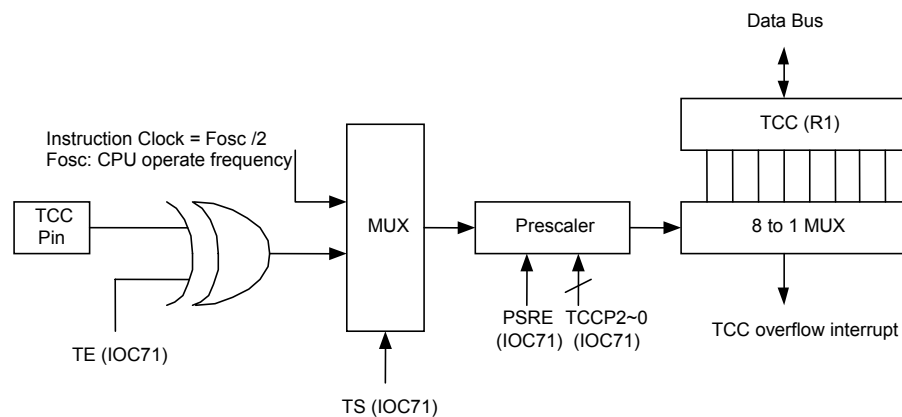 Data Bus
TCC (R1)
Instruction Clock = Fosc /2
Fosc: CPU operate frequency
TCC
Pin
MUX
Prescaler
8 to 1 MUX
PSRE
(IOC71)
TCCP2~0
(IOC71)
TCC overflow interrupt
TE (IOC71)
TS (IOC71)